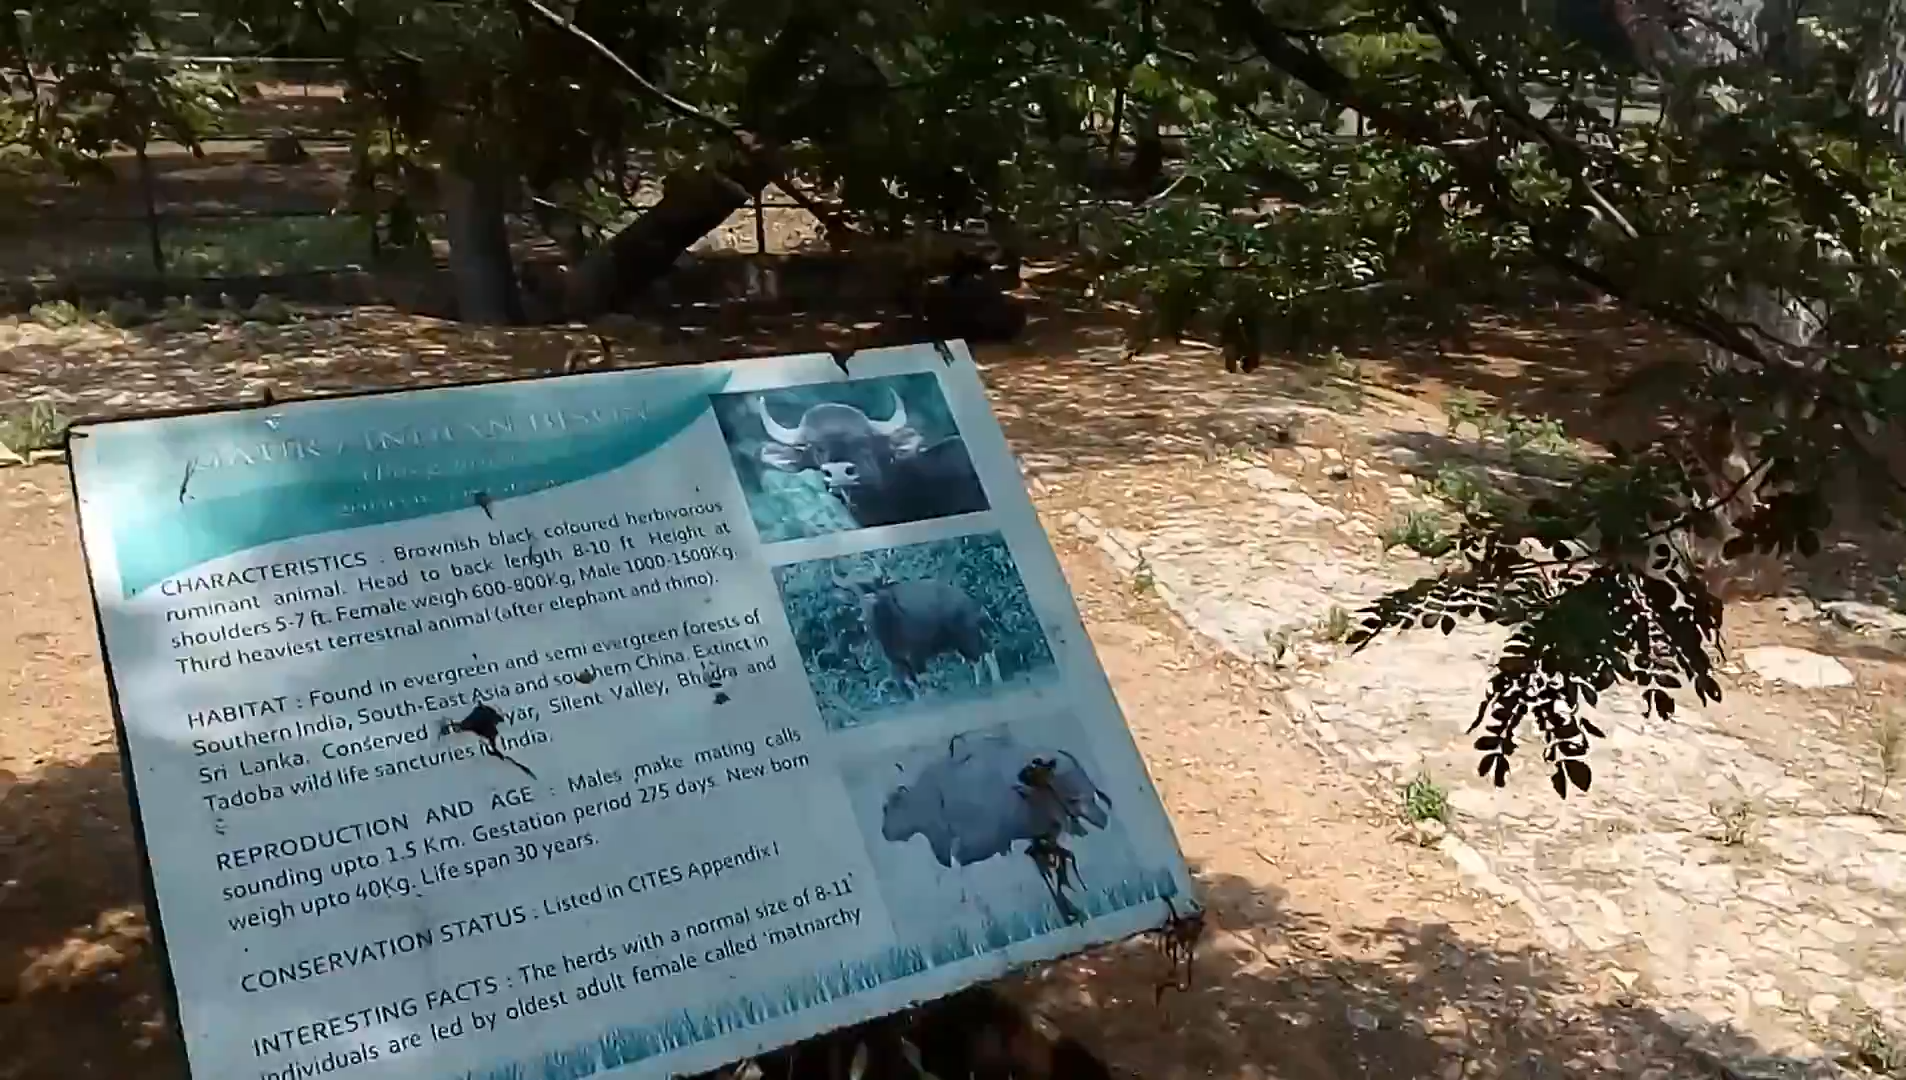 GAUR / INDIAN BISON
CHARACTERISTICS : Brownish black coloured herbivorous
ruminant animal. Head to back length 8-10 ft Height at
shoulders 5-7 ft. Female weigh 600-800Kg, Male 1000-1500Kg.
Third heaviest terrestrial animal (after elephant and rhino).
HABITAT : Found in evergreen and semi evergreen forests of
Southern India, South-East Asia and southern China. Extinct in
Sri Lanka. Conserved Silent Valley, Bhadra and
Tadoba wild life sancturies in India.
REPRODUCTION AND AGE : Males make mating calls
sounding upto 1.5 Km. Gestation period 275 days. New born
weigh upto 40Kg. Life span 30 years.
CONSERVATION STATUS : Listed in CITES Appendix I
INTERESTING FACTS : The herds with a normal size of 8-11
individuals are led by oldest adult female called 'matriarchy